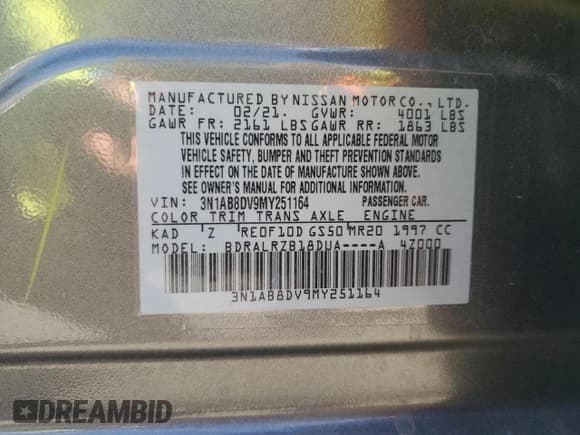 MANUFACTURED BY NISSAN MOTOR CO., LTD.
DATE: 02/21. GVWR: 4001 LBS
GAWR FR: 2161 LBS GAWR RR: 1863 LBS
THIS VEHICLE CONFORMS TO ALL APPLICABLE FEDERAL MOTOR
VEHICLE SAFETY, BUMPER AND THEFT PREVENTION STANDARDS
IN EFFECT ON THE DATE OF MANUFACTURE SHOWN ABOVE.
SEE OWNER'S MANUAL FOR ADDITIONAL INFORMATION.
VIN: 3N1AB8DV9MY251164 PASSENGER CAR.
COLOR TRIM TRANS AXLE ENGINE
KAD Z RE0F10D GS50 MR20 1997 CC
MODEL: BDRALRZB18DUA----A 4Z000
3N1AB8DV9MY251164
DREAMBID